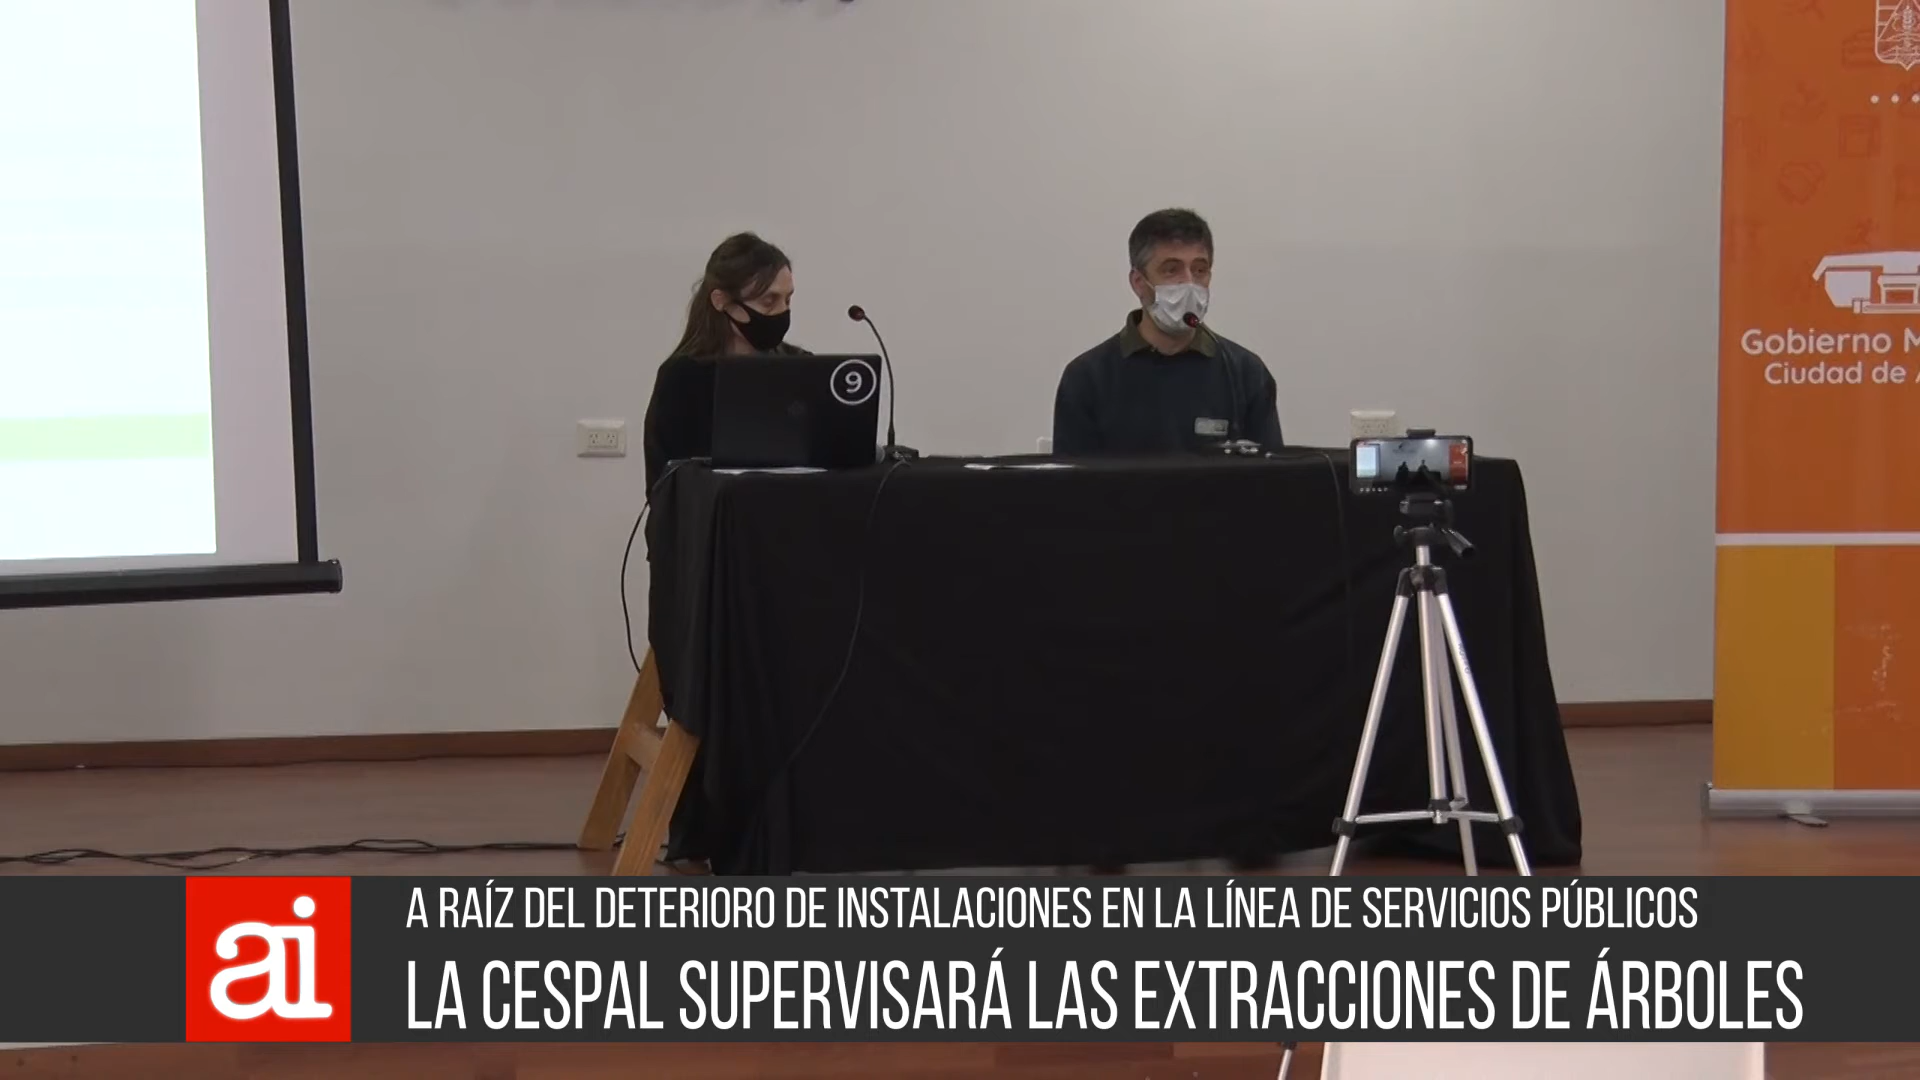 9
Gobierno
Ciudad de
ai
A RAÍZ DEL DETERIORO DE INSTALACIONES EN LA LÍNEA DE SERVICIOS PÚBLICOS
LA CESPAL SUPERVISARÁ LAS EXTRACCIONES DE ÁRBOLES